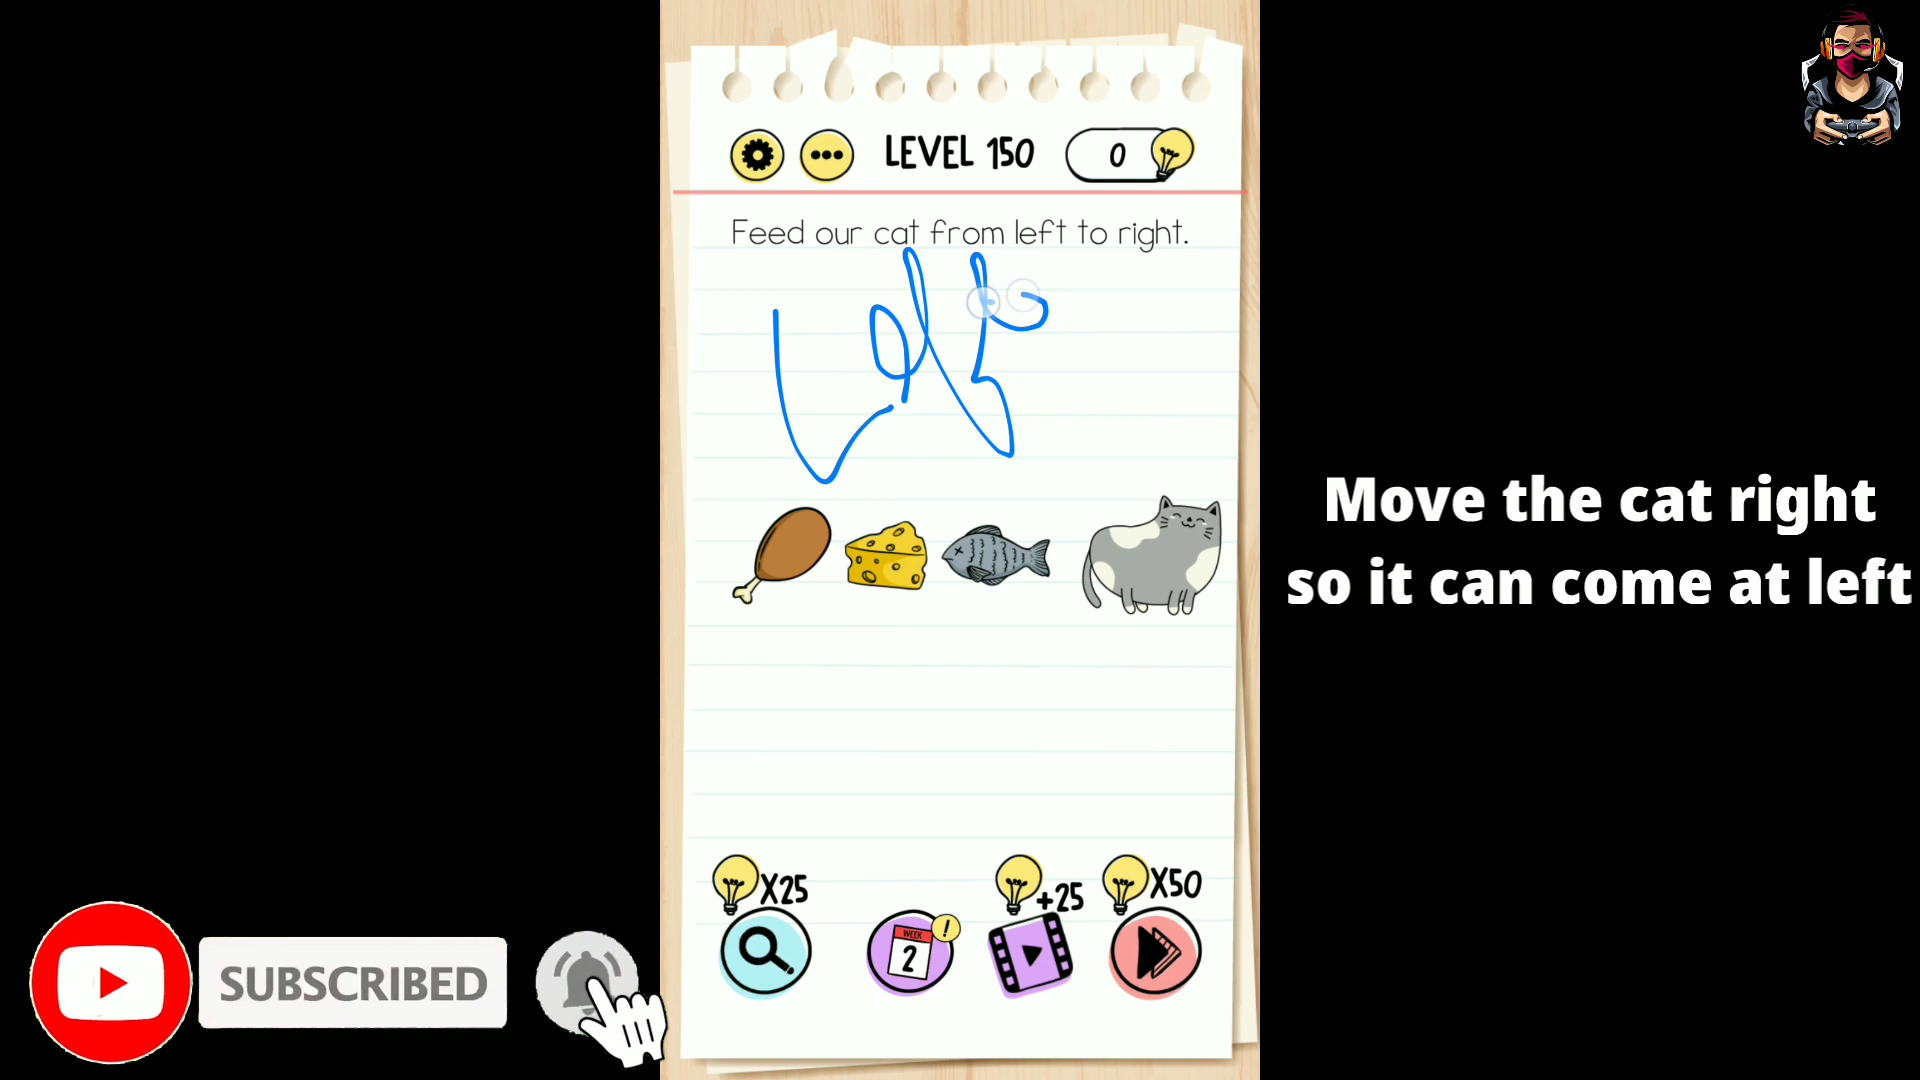 LEVEL 150
0
Feed our cat from left to right.
Left
Move the cat right
so it can come at left
X25
+25
X50
WEEK
2
!
SUBSCRIBED